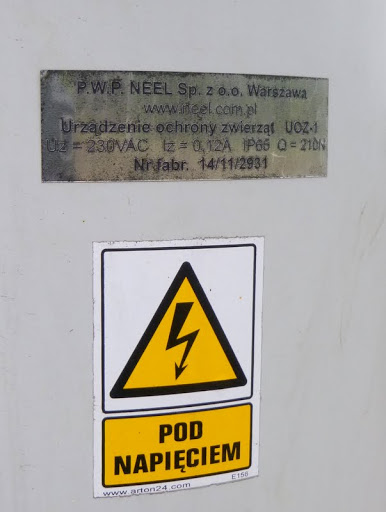 P.W.P. NEEL Sp. z o.o. Warszawa
www.neel.com.pl
Urządzenie ochrony zwierząt UOZ-1
Uz = 230VAC Iz = 0,12A IP65 Q = 210N
Nr fabr. 14/11/2931
POD
NAPIĘCIEM
www.arton24.com E156